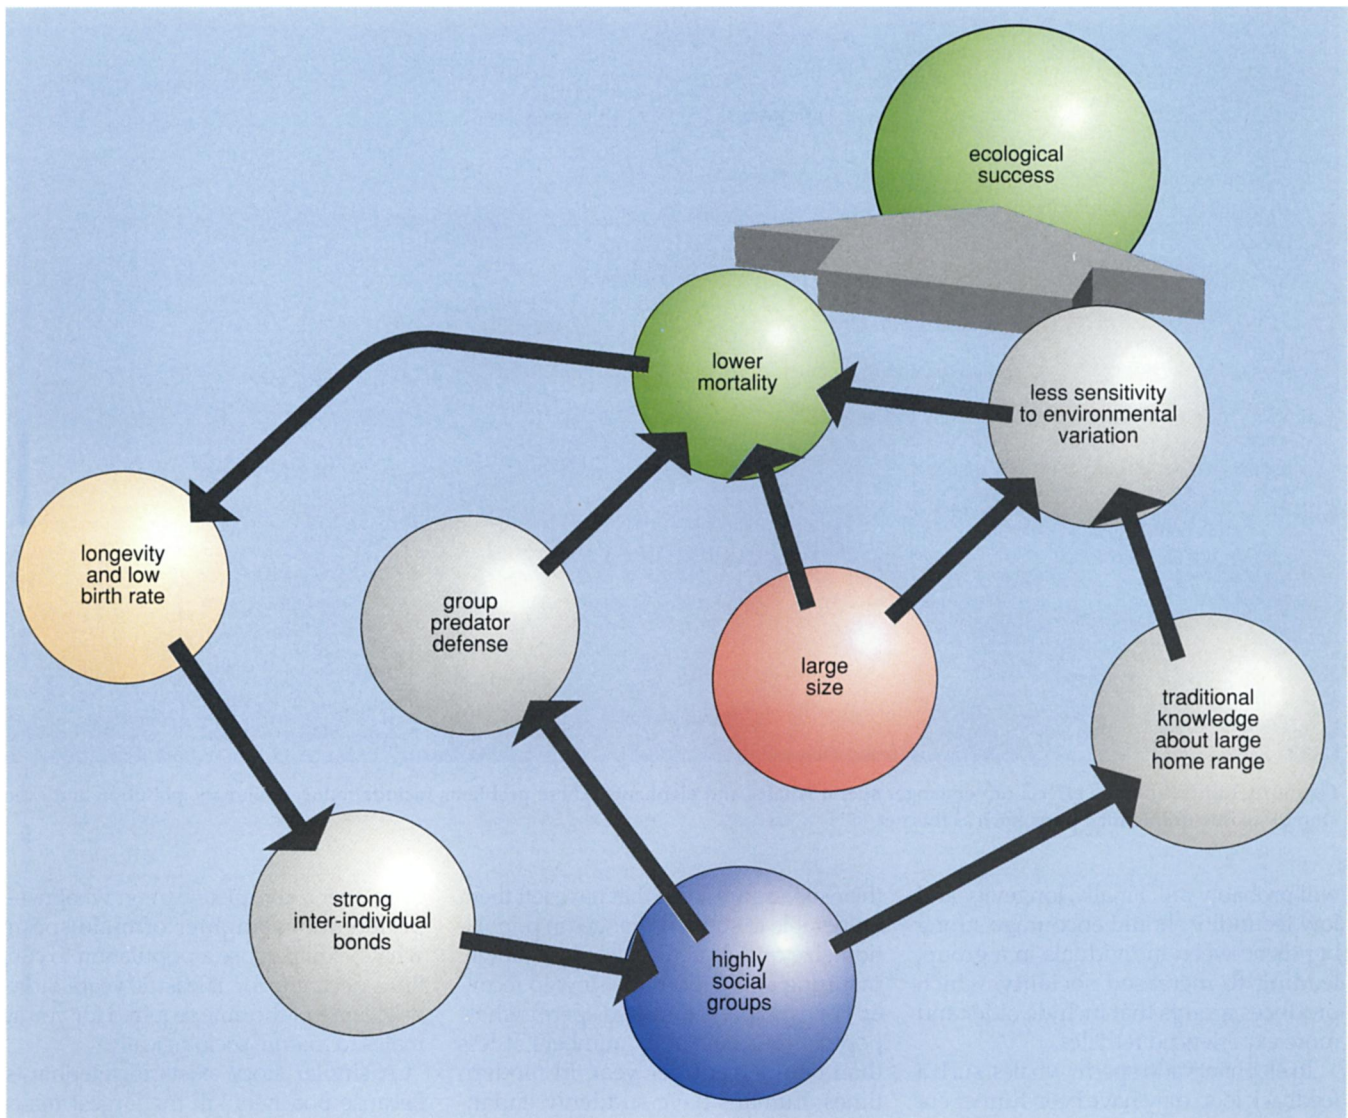 ecological
success
lower
mortality
less sensitivity
to environmental
variation
longevity
and low
birth rate
group
predator
defense
large
size
traditional
knowledge
about large
home range
strong
inter-individual
bonds
highly
social
groups